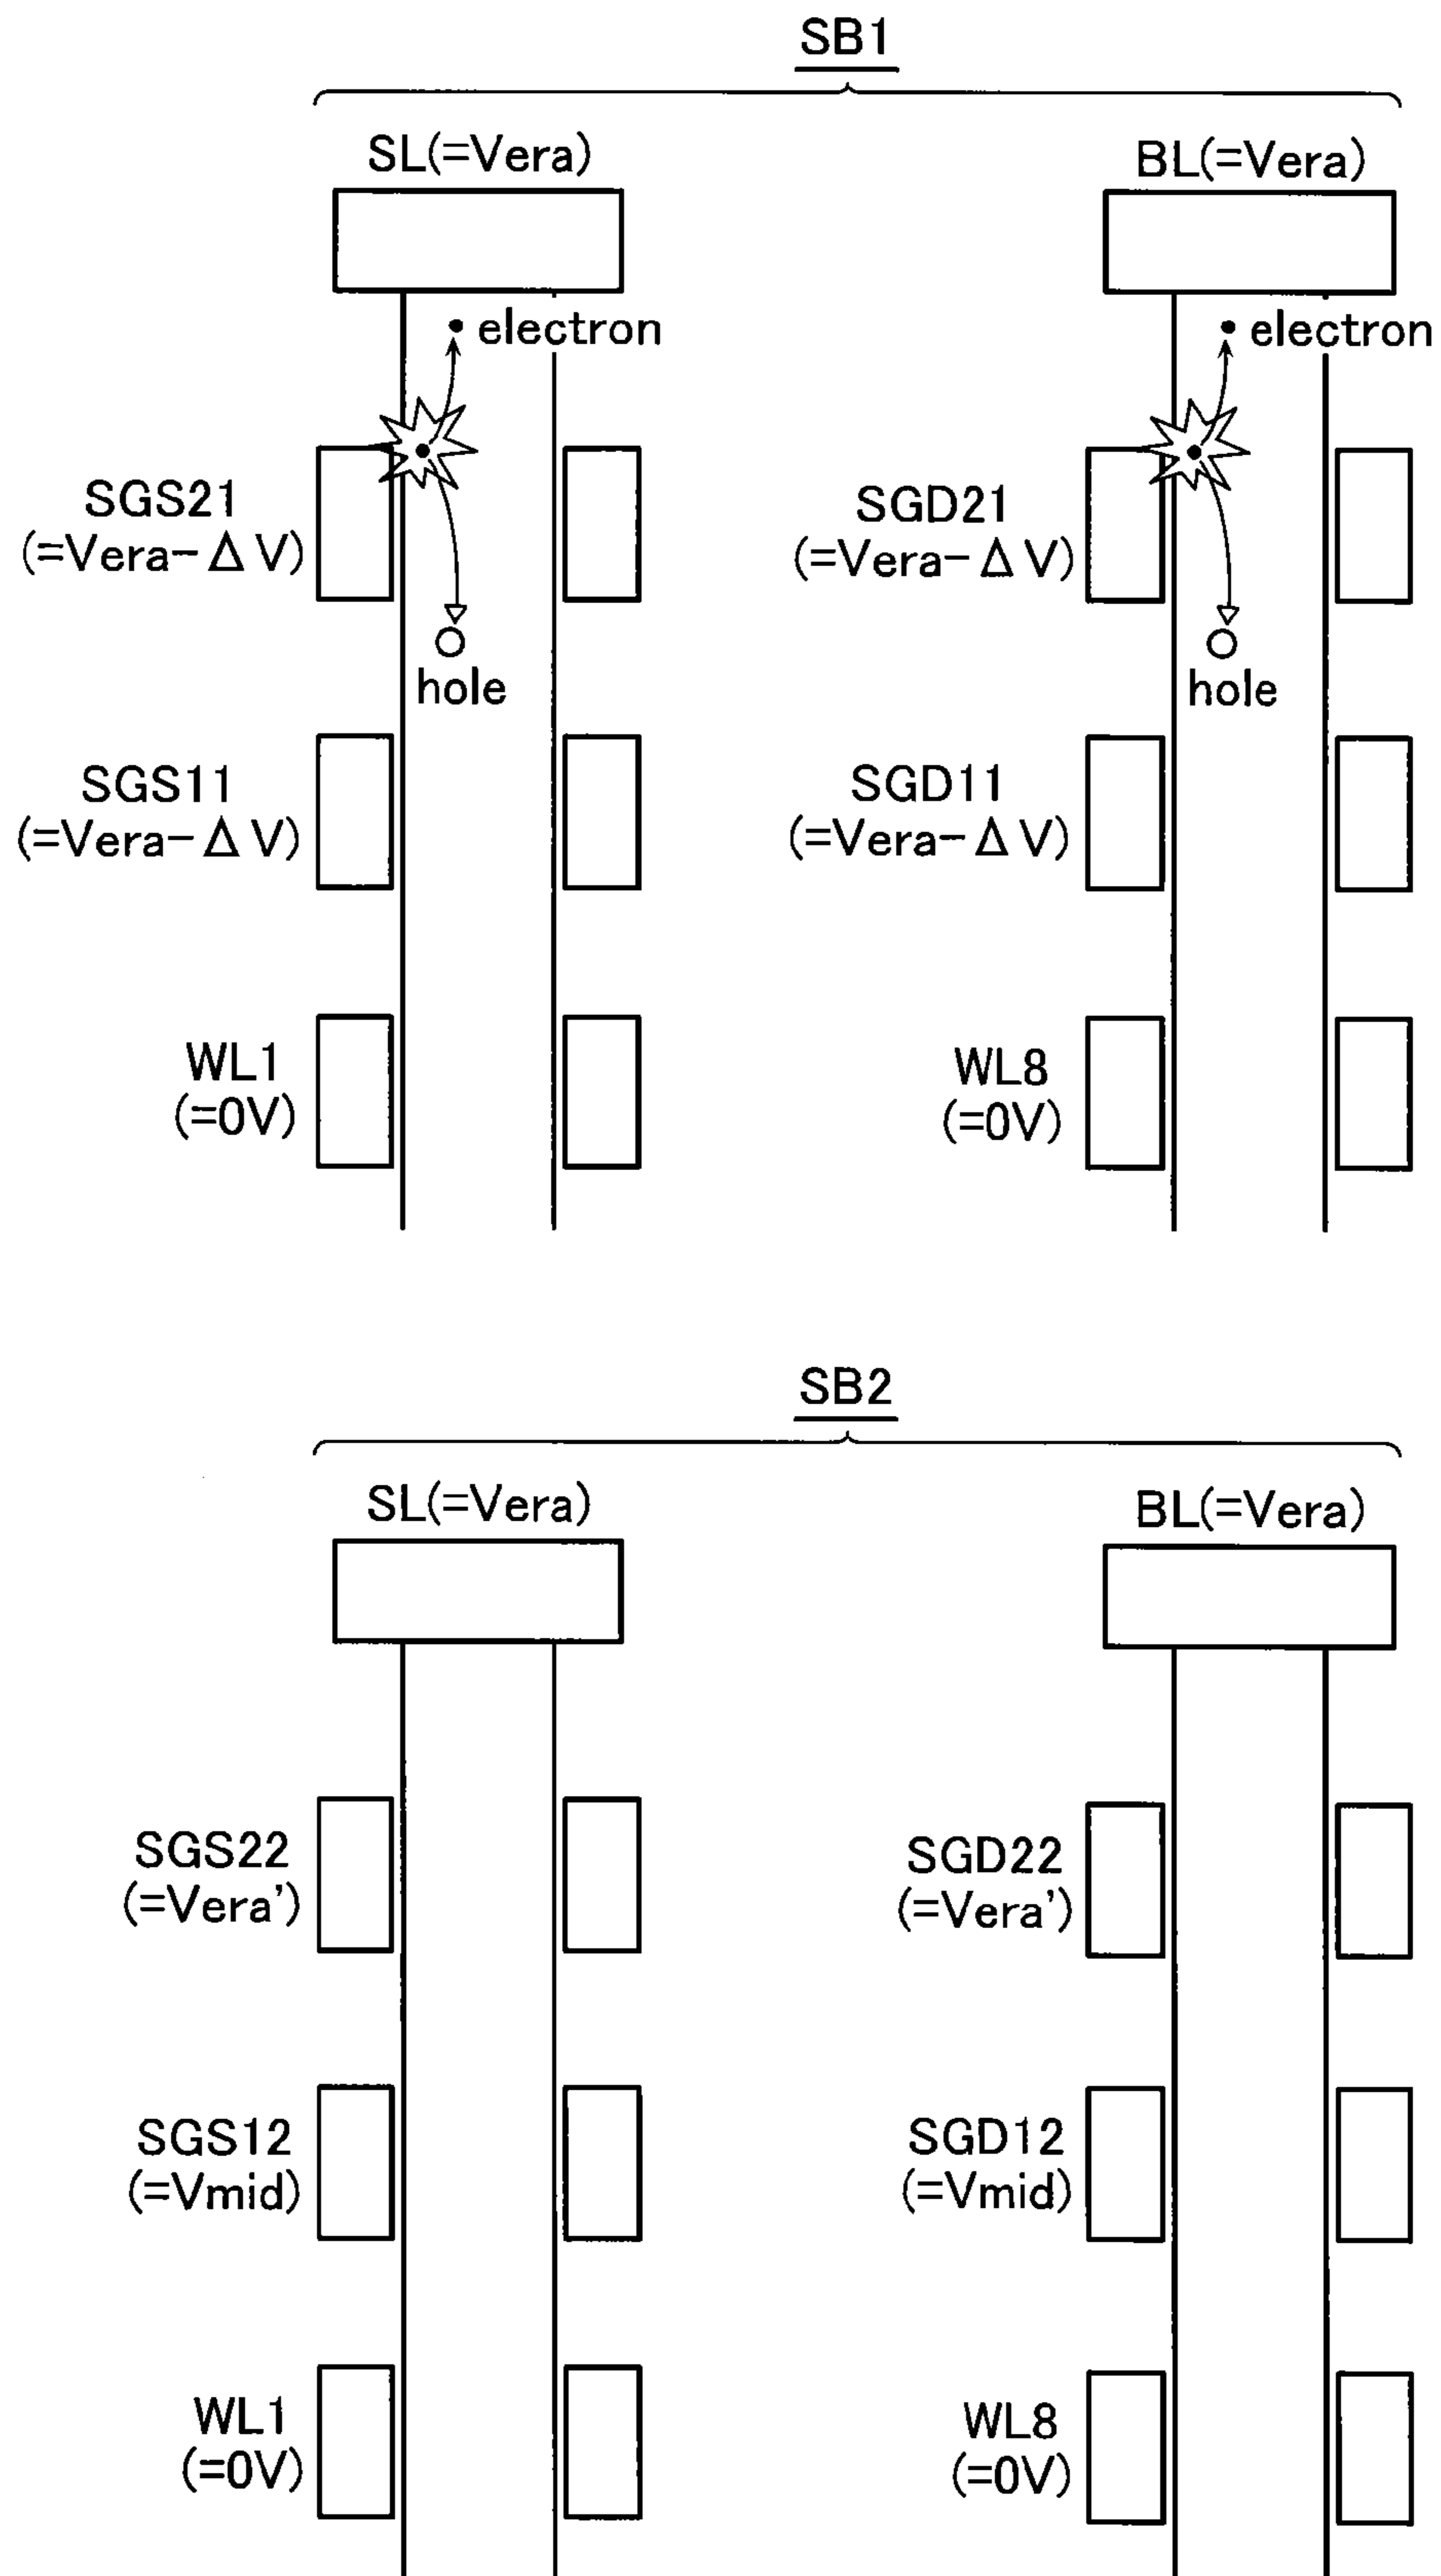 SB1
SL(=Vera)
BL(=Vera)
electron
electron
SGS21
(=Vera-ΔV)
SGD21
(=Vera-ΔV)
hole
hole
SGS11
(=Vera-ΔV)
SGD11
(=Vera-ΔV)
WL1
(=0V)
WL8
(=0V)
SB2
SL(=Vera)
BL(=Vera)
SGS22
(=Vera')
SGD22
(=Vera')
SGS12
(=Vmid)
SGD12
(=Vmid)
WL1
(=0V)
WL8
(=0V)